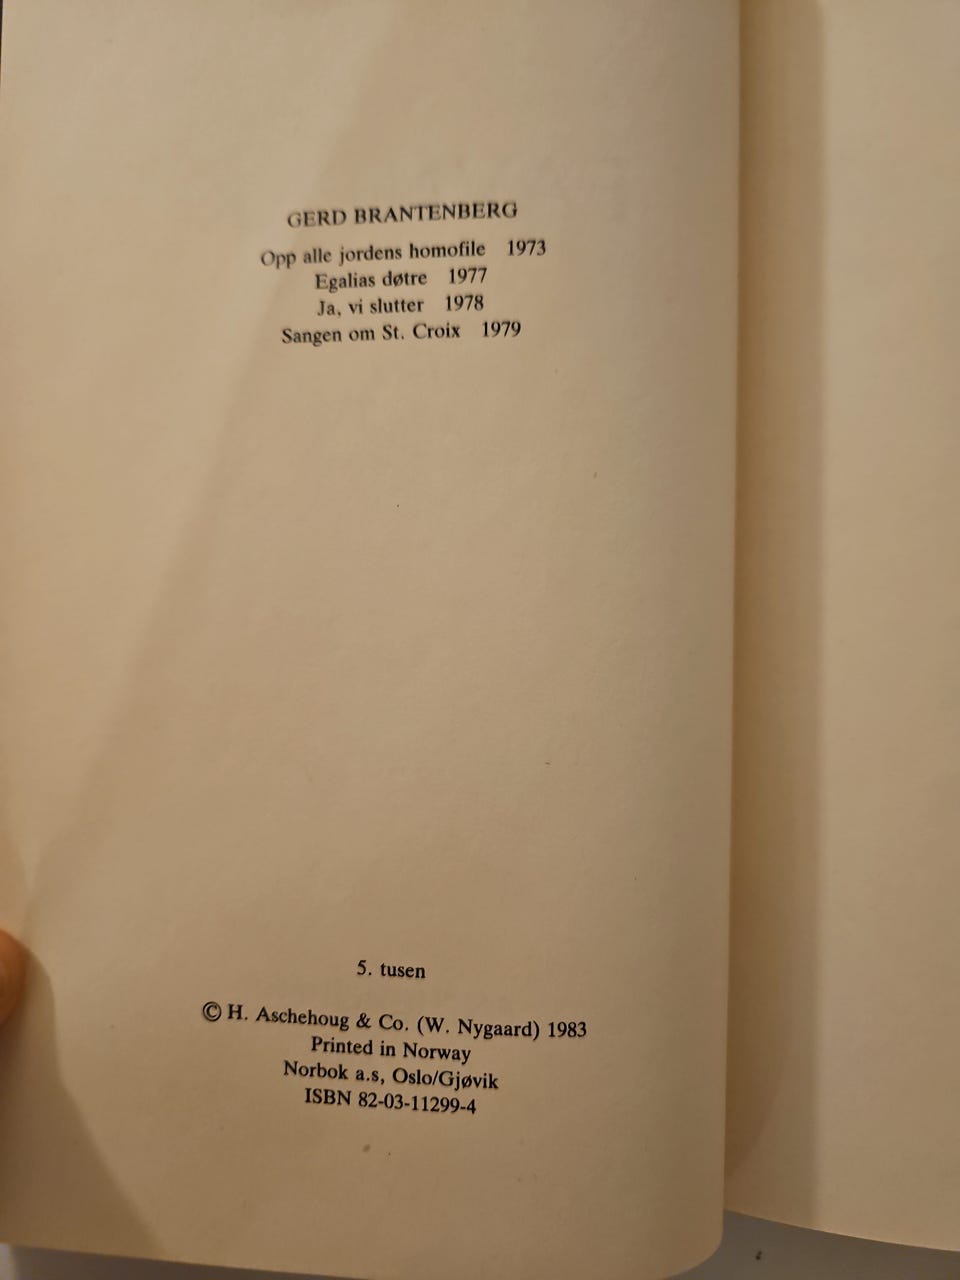 GERD BRANTENBERG
Opp alle jordens homofile 1973
Egalias døtre 1977
Ja, vi slutter 1978
Sangen om St. Croix 1979
5. tusen
© H. Aschehoug & Co. (W. Nygaard) 1983
Printed in Norway
Norbok a.s, Oslo/Gjøvik
ISBN 82-03-11299-4